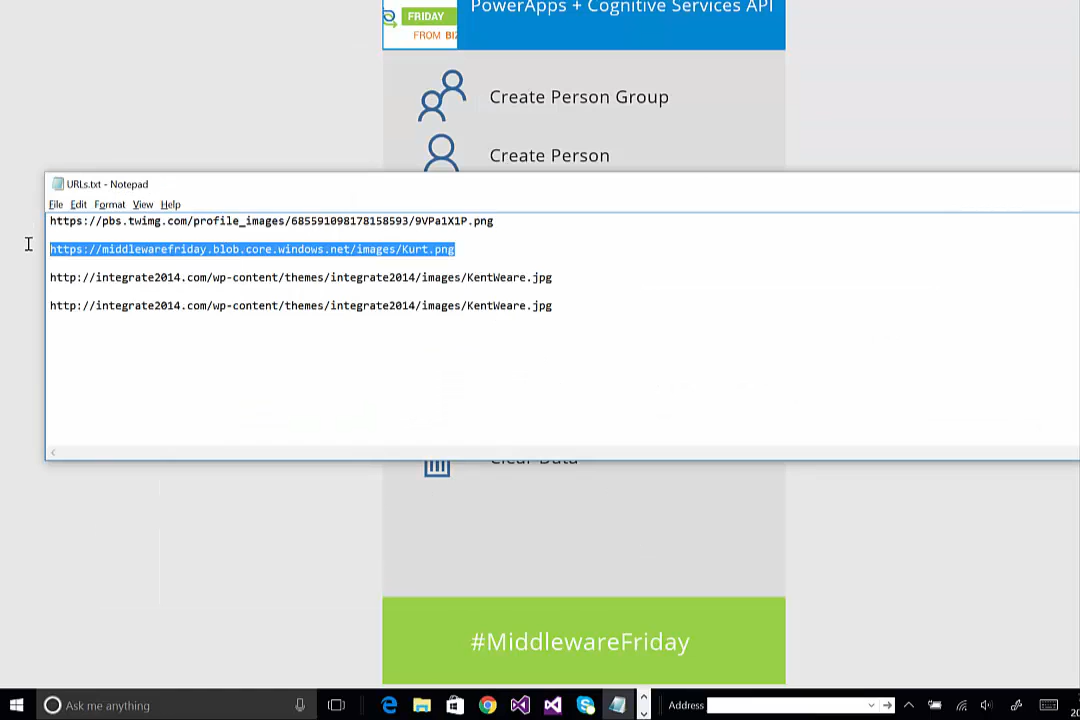 PowerApps + Cognitive Services API
FRIDAY
FROM
Create Person Group
Create Person
URLs.txt - Notepad
File Edit Format View Help
https://pbs.twimg.com/profile_images/685591098178158593/9VPa1X1P.png
https://middlewarefriday.blob.core.windows.net/images/Kurt.png
http://integrate2014.com/wp-content/themes/integrate2014/images/KentWeare.jpg
http://integrate2014.com/wp-content/themes/integrate2014/images/KentWeare.jpg
Clear Data
#MiddlewareFriday
Ask me anything
Address